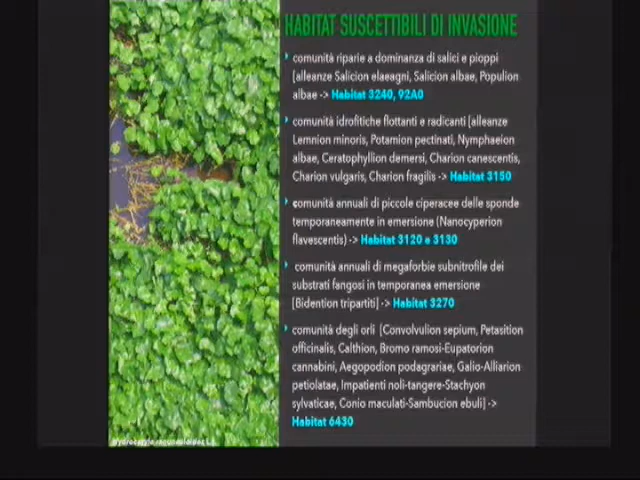 HABITAT SUSCETTIBILI DI INVASIONE
comunità riparie a dominanza di salici e pioppi
[alleanze Salicion elaeagni, Salicion albae, Populion
albae -> Habitat 3240, 92A0
comunità idrofitiche flottanti e radicanti [alleanze
Lemnion minoris, Potamion pectinati, Nymphaeion
albae, Ceratophyllion demersi, Charion canescentis,
Charion vulgaris, Charion fragilis -> Habitat 3150
comunità annuali di piccole ciperacee delle sponde
temporaneamente in emersione (Nanocyperion
flavescentis) -> Habitat 3120 e 3130
comunità annuali di megaforbie subnitrofile dei
substrati fangosi in temporanea emersione
[Bidention tripartiti] -> Habitat 3270
comunità degli orli [Convolvulion sepium, Petasition
officinalis, Calthion, Bromo ramosi-Eupatorion
cannabini, Aegopodion podagrariae, Galio-Alliarion
petiolatae, Impatienti noli-tangere-Stachyon
sylvaticae, Conio maculati-Sambucion ebuli] ->
Habitat 6430
Hydrocotyle ranunculoides L.f.